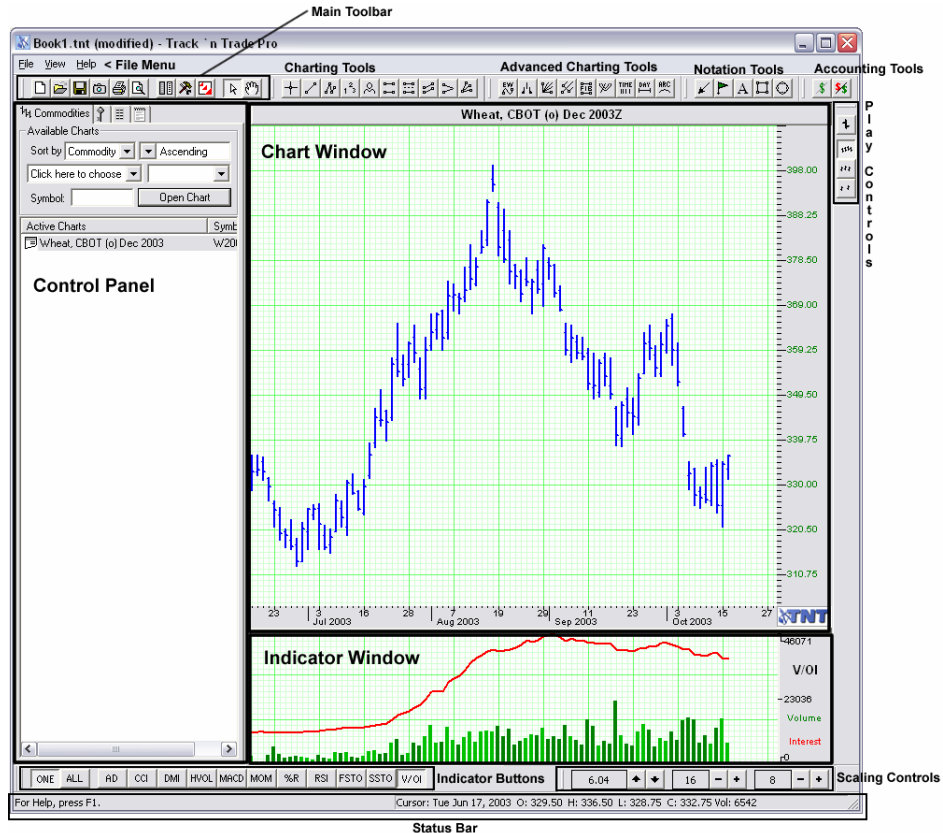 Main Toolbar
Book1.tnt (modified) - Track `n Trade Pro
File View Help < File Menu
Charting Tools
Advanced Charting Tools
Notation Tools
Accounting Tools
Commodities
Available Charts
Sort by Commodity Ascending
Click here to choose
Symbol: Open Chart
Active Charts Symb
Wheat, CBOT (o) Dec 2003 W20
Control Panel
Wheat, CBOT (o) Dec 2003Z
Chart Window
398.00
388.25
378.50
369.00
359.25
349.50
339.75
330.00
320.50
310.75
23 3 16 28 7 19 29 11 23 3 15 27
Jul 2003 Aug 2003 Sep 2003 Oct 2003
TNT
Play Controls
Indicator Window
46071
V/OI
23036
Volume
Interest
0
ONE ALL AD CCI DMI HVOL MACD MOM %R RSI FSTO SSTO V/OI
Indicator Buttons
6.04 16 - + 8 - +
Scaling Controls
For Help, press F1.
Cursor: Tue Jun 17, 2003 O: 329.50 H: 336.50 L: 328.75 C: 332.75 Vol: 6542
Status Bar